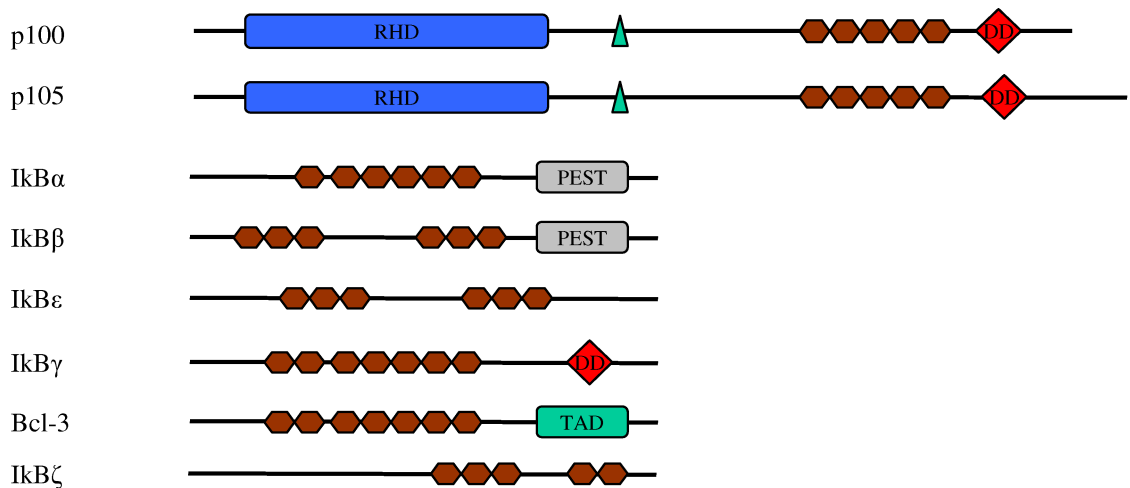 p100 RHD DD
p105 RHD DD
IkBα PEST
IkBβ PEST
IkBε
IkBγ DD
Bcl-3 TAD
IkBζ